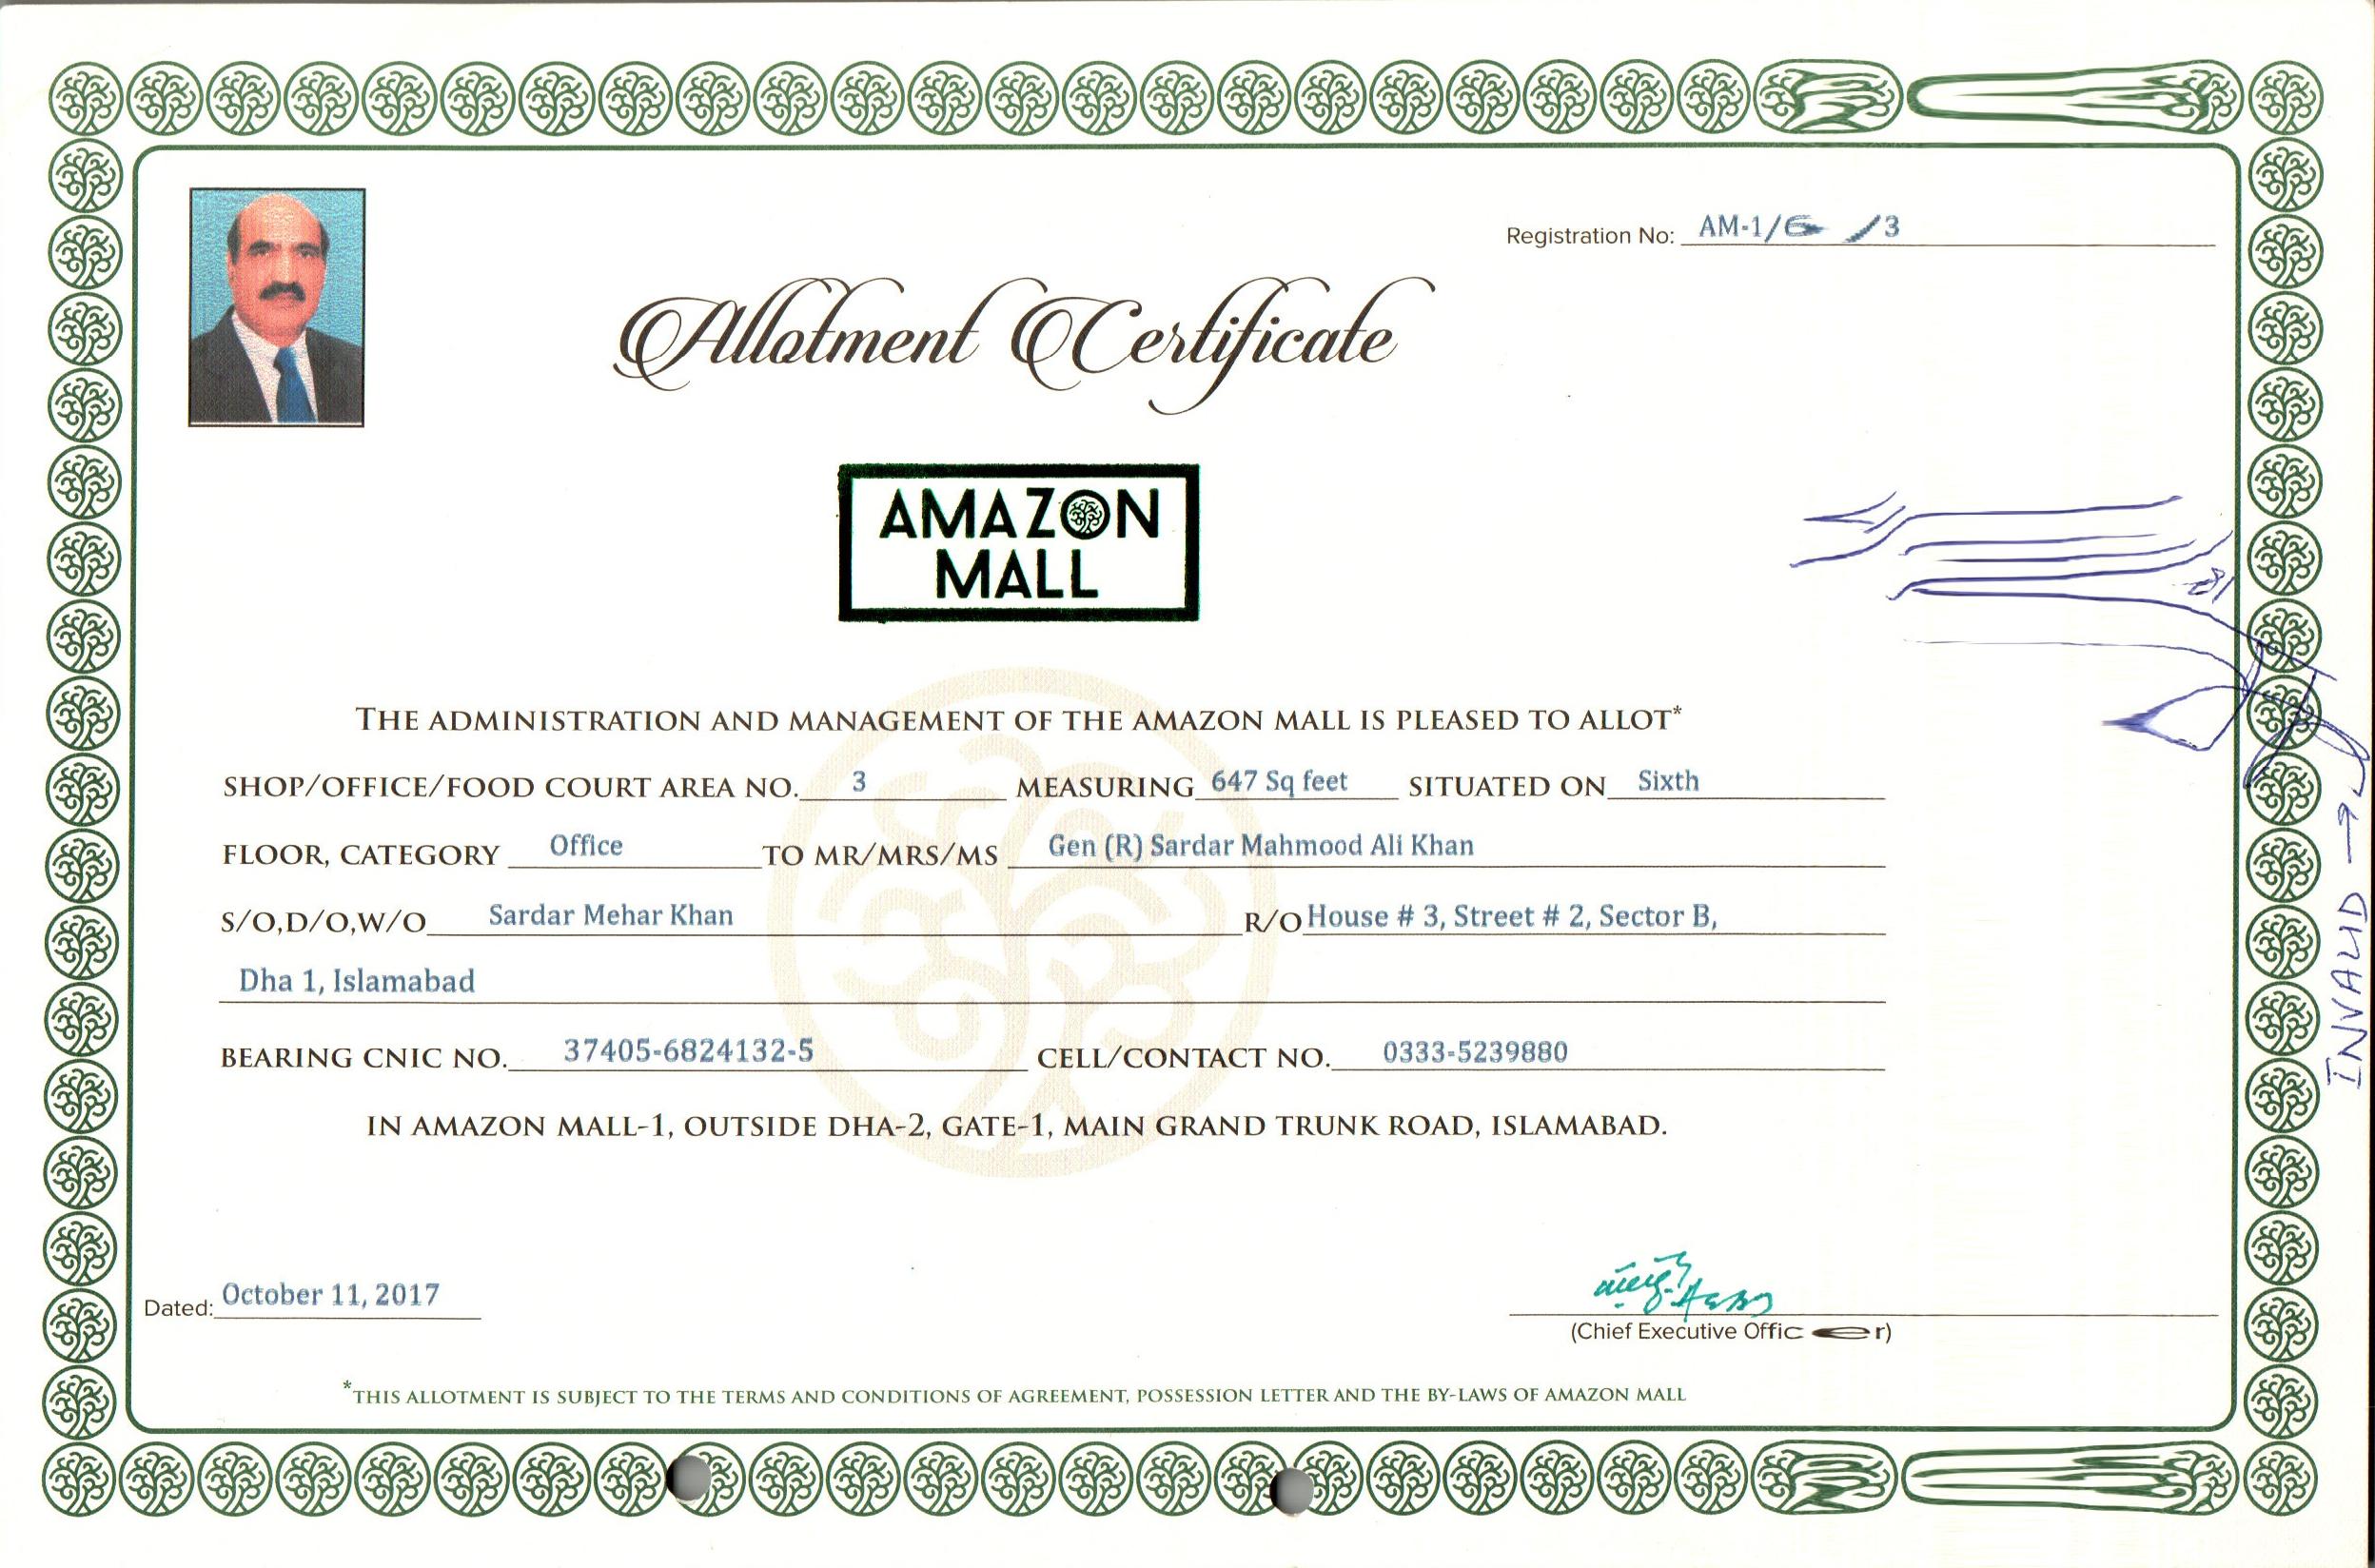 Registration No: AM-1/6 /3
Allotment Certificate
AMAZON
MALL
THE ADMINISTRATION AND MANAGEMENT OF THE AMAZON MALL IS PLEASED TO ALLOT*
SHOP/OFFICE/FOOD COURT AREA NO. 3 MEASURING 647 Sq feet SITUATED ON Sixth
FLOOR, CATEGORY Office TO MR/MRS/MS Gen (R) Sardar Mahmood Ali Khan
S/O,D/O,W/O Sardar Mehar Khan R/O House # 3, Street # 2, Sector B,
Dha 1, Islamabad
BEARING CNIC NO. 37405-6824132-5 CELL/CONTACT NO. 0333-5239880
IN AMAZON MALL-1, OUTSIDE DHA-2, GATE-1, MAIN GRAND TRUNK ROAD, ISLAMABAD.
INVALID
Dated: October 11, 2017
(Chief Executive Officer)
*THIS ALLOTMENT IS SUBJECT TO THE TERMS AND CONDITIONS OF AGREEMENT, POSSESSION LETTER AND THE BY-LAWS OF AMAZON MALL